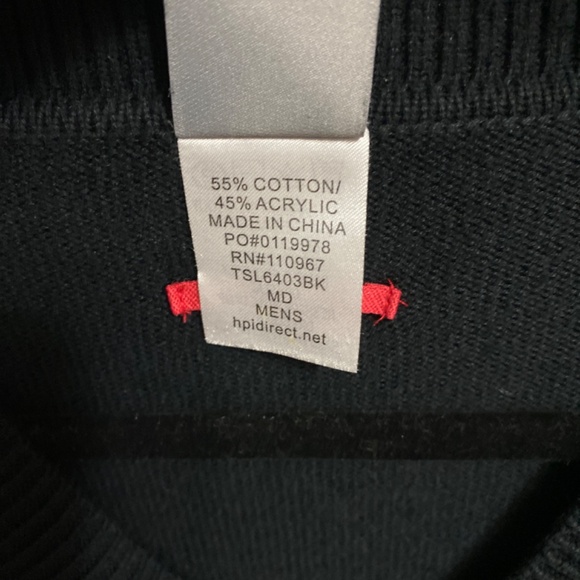 55% COTTON/
45% ACRYLIC
MADE IN CHINA
PO#0119978
RN#110967
TSL6403BK
MD
MENS
hpidirect.net